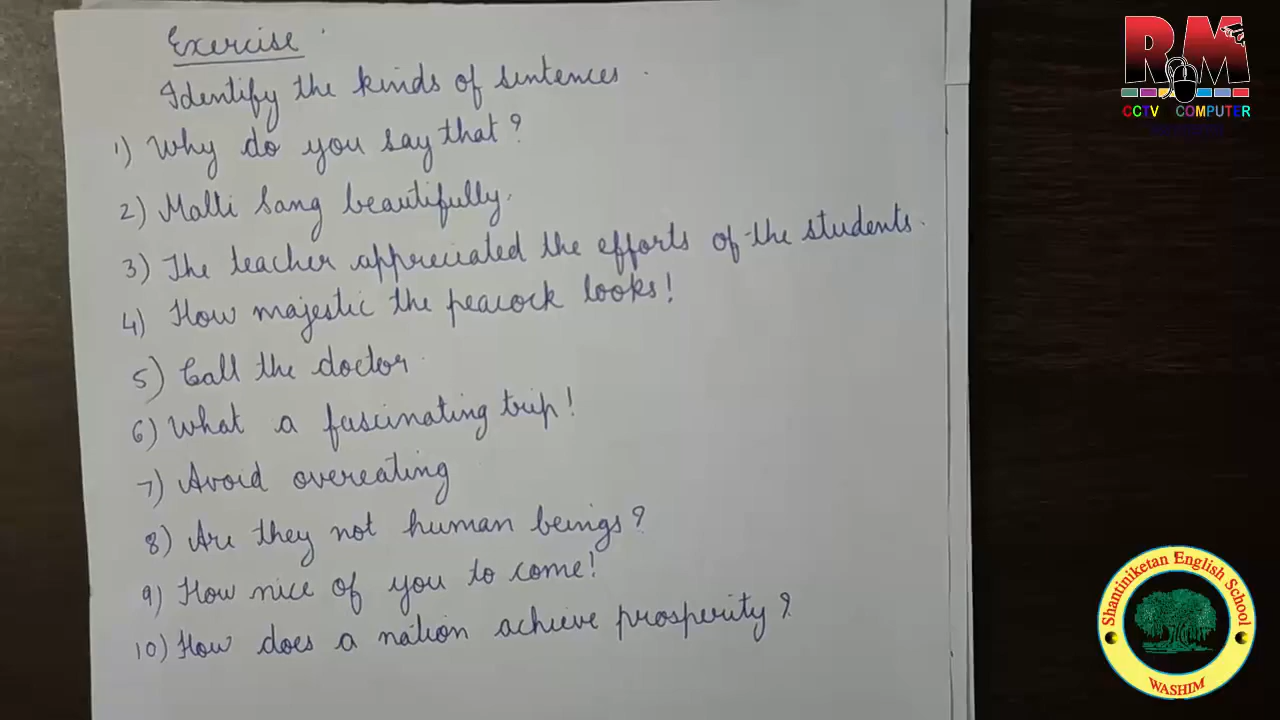 Exercise
Identify the kinds of sentences.
1) Why do you say that?
2) Malti sang beautifully.
3) The teacher appreciated the efforts of the students.
4) How majestic the peacock looks!
5) Call the doctor.
6) What a fascinating trip!
7) Avoid overeating
8) Are they not human beings?
9) How nice of you to come!
10) How does a nation achieve prosperity?
RM
CCTV COMPUTER
Shantiniketan English School
WASHIM